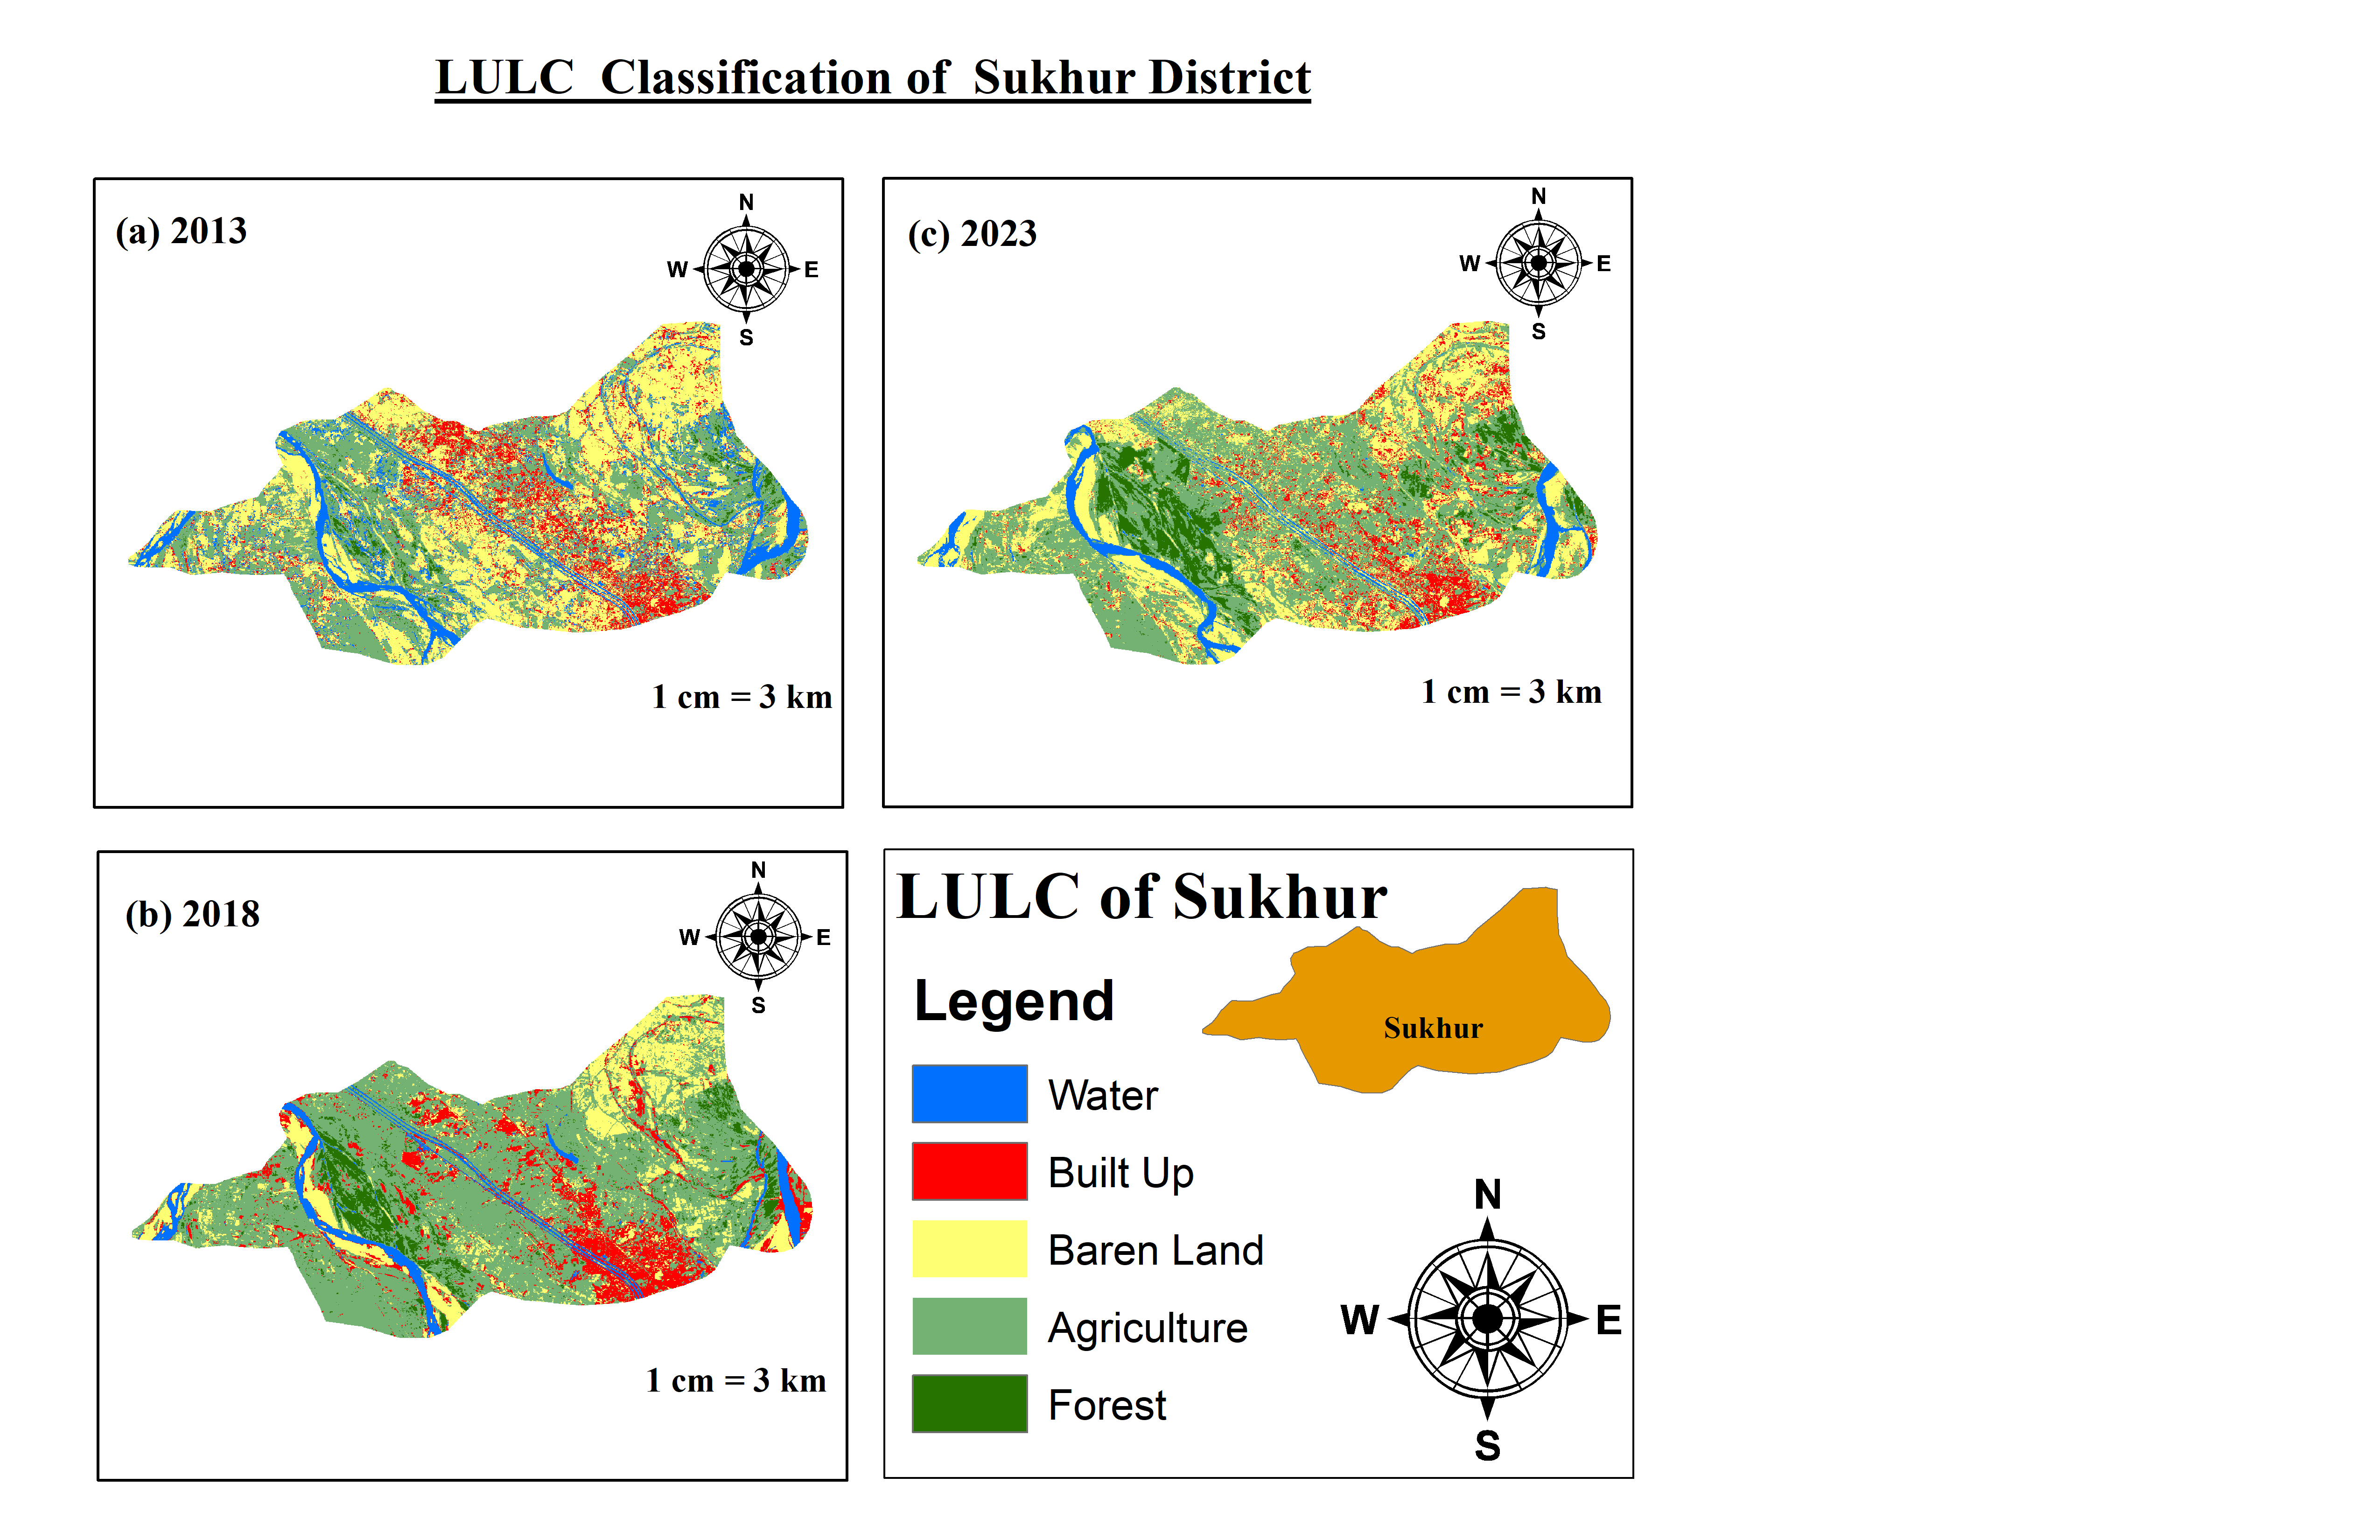 LULC Classification of Sukhur District
(a) 2013
N
W E
S
1 cm = 3 km
(c) 2023
N
W E
S
1 cm = 3 km
(b) 2018
N
W E
S
1 cm = 3 km
LULC of Sukhur
Sukhur
Legend
Water
Built Up
Baren Land
Agriculture
Forest
N
W E
S